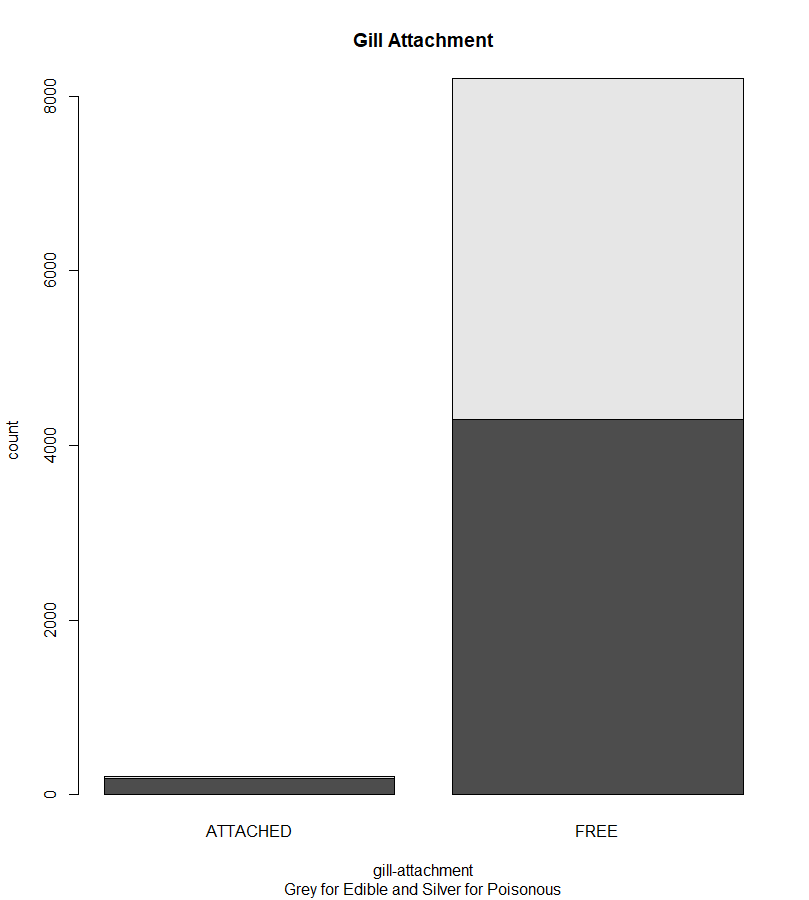 Gill Attachment
8000
6000
4000
2000
0
count
ATTACHED
FREE
gill-attachment
Grey for Edible and Silver for Poisonous